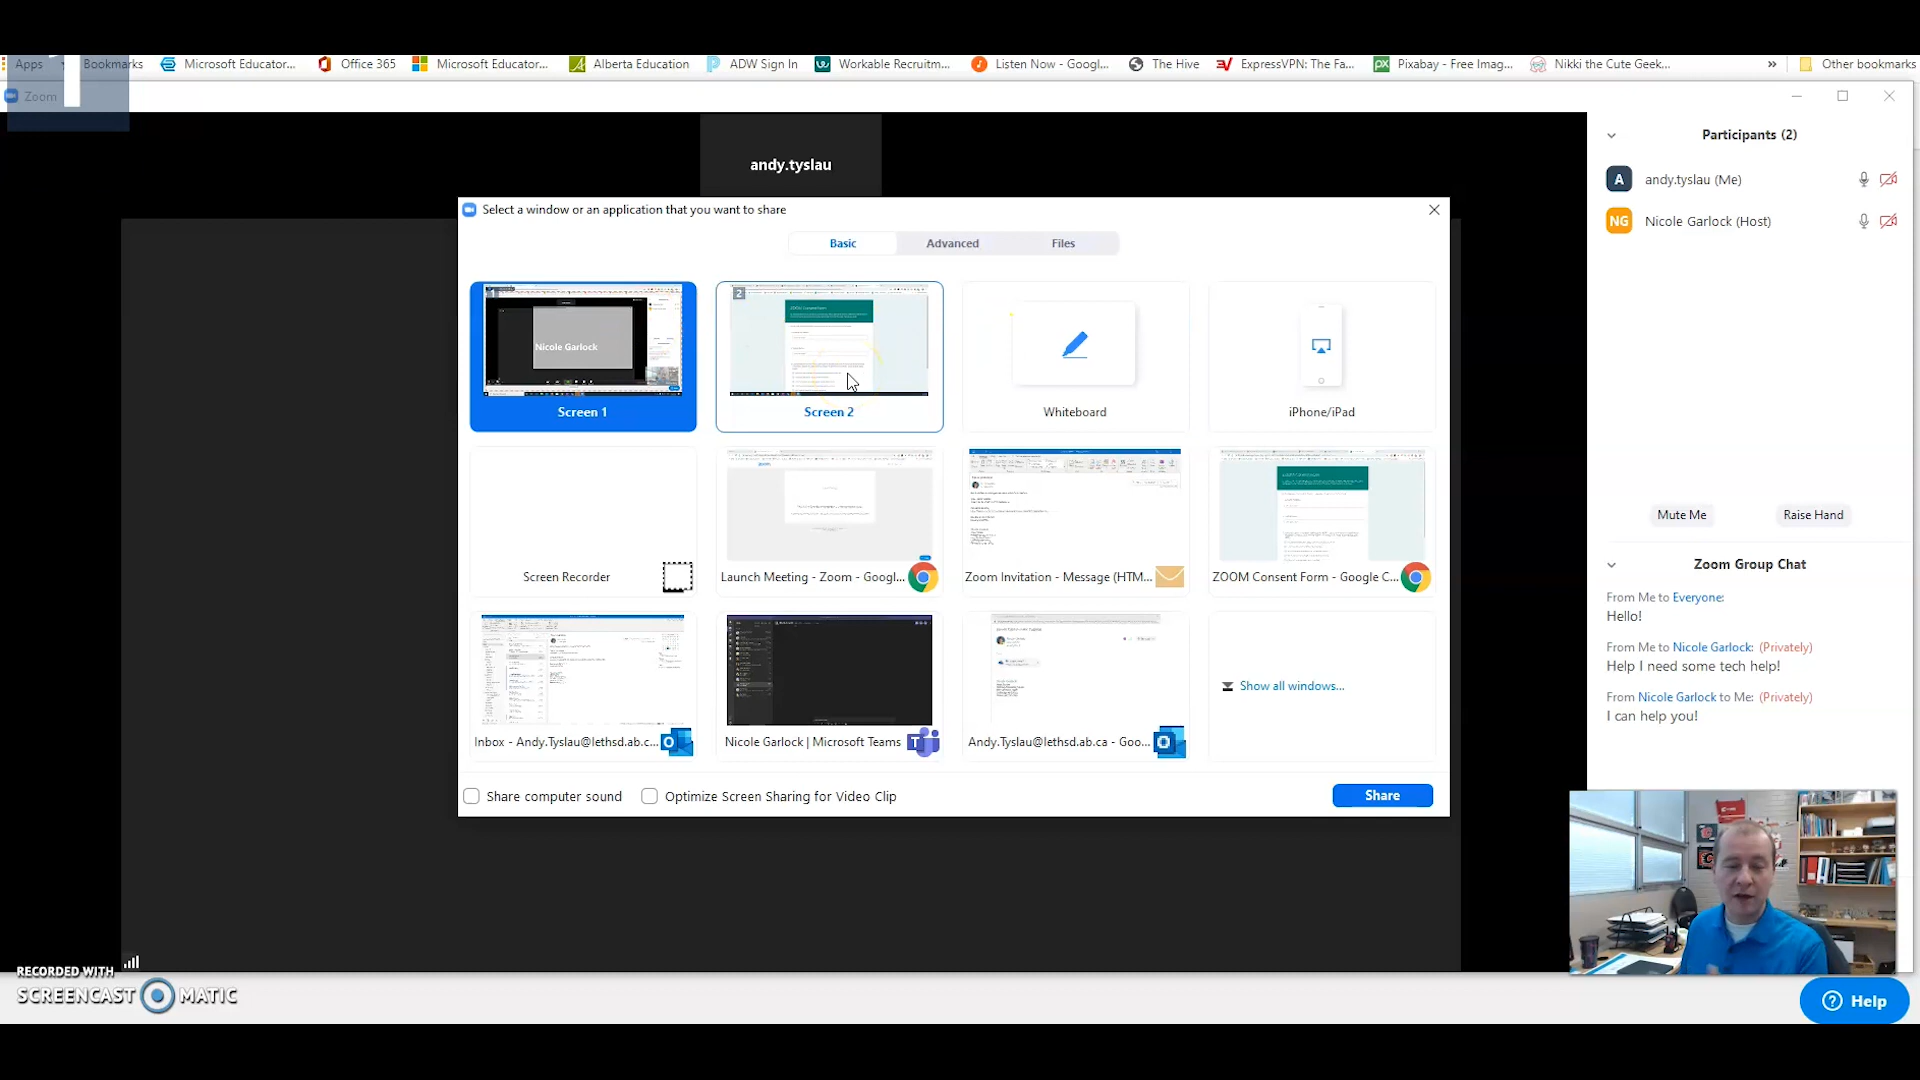 Apps
Bookmarks
Microsoft Educator...
Office 365
Microsoft Educator...
Alberta Education
ADW Sign In
Workable Recruitm...
Listen Now - Googl...
The Hive
ExpressVPN: The Fa...
Pixabay - Free Imag...
Nikki the Cute Geek...
»
Other bookmarks
1
Zoom
andy.tyslau
Select a window or an application that you want to share
Basic
Advanced
Files
2
Nicole Garlock
Screen 1
Screen 2
Whiteboard
iPhone/iPad
Screen Recorder
Launch Meeting - Zoom - Googl...
Zoom Invitation - Message (HTM...
ZOOM Consent Form - Google C...
Inbox - Andy.Tyslau@lethsd.ab.c...
Nicole Garlock | Microsoft Teams
Andy.Tyslau@lethsd.ab.ca - Goo...
Show all windows...
Share computer sound
Optimize Screen Sharing for Video Clip
Share
Participants (2)
A
andy.tyslau (Me)
NG
Nicole Garlock (Host)
Mute Me
Raise Hand
Zoom Group Chat
From Me to Everyone:
Hello!
From Me to Nicole Garlock: (Privately)
Help I need some tech help!
From Nicole Garlock to Me: (Privately)
I can help you!
RECORDED WITH
SCREENCAST MATIC
Help